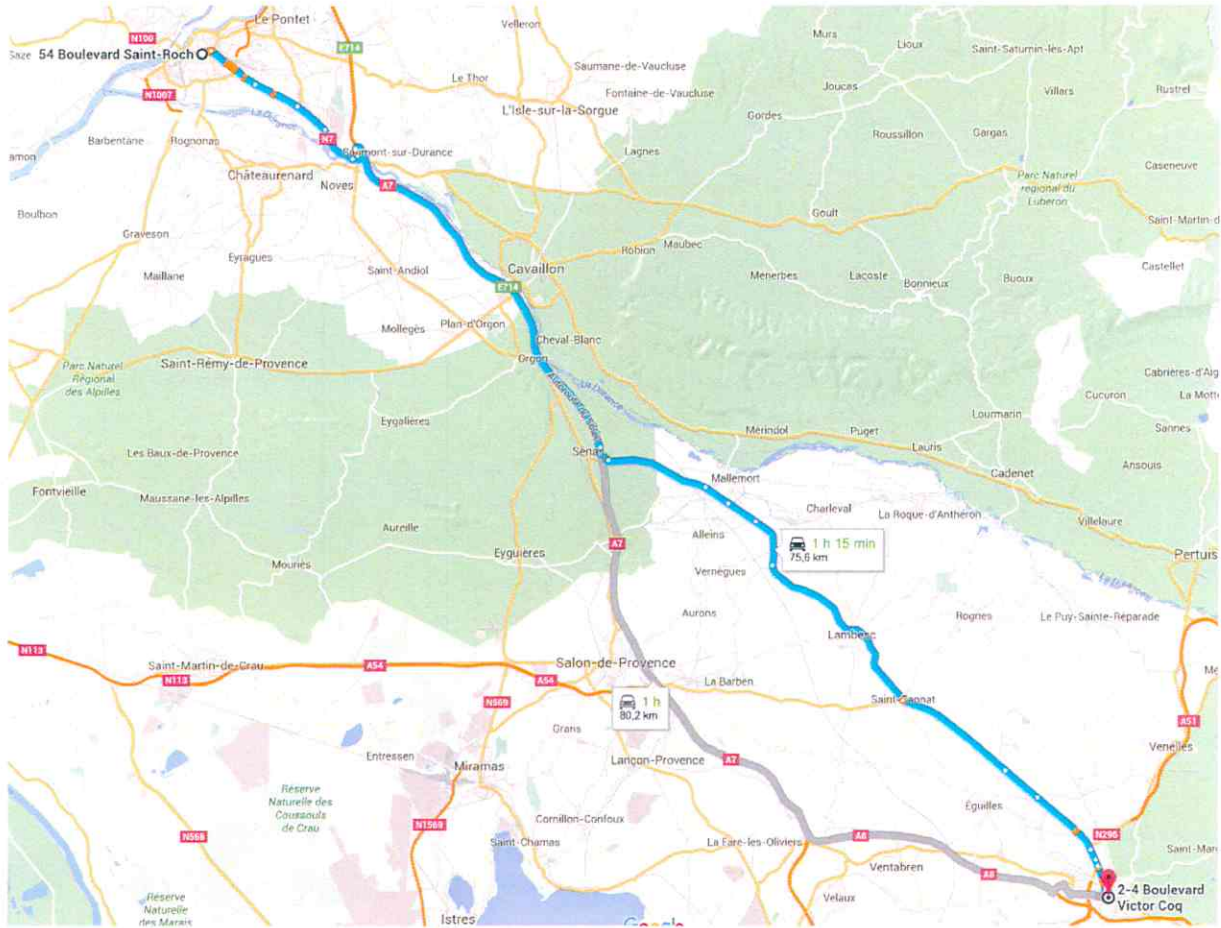 Le Pontet
Velleron
Murs
Lioux
Saint-Saturnin-lès-Apt
N100
Saze
54 Boulevard Saint-Roch
E714
Le Thor
Saumane-de-Vaucluse
Joucas
Villars
Rustrel
Fontaine-de-Vaucluse
N1007
L'Isle-sur-la-Sorgue
Gordes
La Durance
Roussillon
Gargas
Barbentane
Rognonas
N7
Lagnes
Caseneuve
Caumont-sur-Durance
Châteaurenard
Noves
A7
Parc Naturel
régional du
Luberon
Boulbon
Goult
Saint-Martin-d
Graveson
Eyragues
Robion
Maubec
Maillane
Saint-Andiol
Cavaillon
Ménerbes
Lacoste
Bonnieux
Buoux
Castellet
E714
Mollégès
Plan-d'Orgon
Cheval-Blanc
Orgon
Parc Naturel
Régional
des Alpilles
Saint-Rémy-de-Provence
La Durance
Cabrières-d'Aig
Cucuron
La Motte
Eygalières
Lourmarin
Mérindol
Puget
Lauris
Sannes
Les Baux-de-Provence
Sénas
Cadenet
Ansouis
Fontvieille
Maussane-les-Alpilles
Mallemort
Charleval
La Roque-d'Anthéron
Villelaure
Aureille
Alleins
1 h 15 min
75,6 km
Pertuis
Mouriès
Eyguières
A7
Vernègues
Aurons
Rognes
Le Puy-Sainte-Réparade
Lambesc
N113
Saint-Martin-de-Crau
A54
Salon-de-Provence
N113
A54
La Barben
Me
N569
1 h
80,2 km
Saint-Cannat
A51
Grans
Entressen
Lançon-Provence
A7
Venelles
Miramas
Réserve
Naturelle des
Coussouls
de Crau
Éguilles
Cornillon-Confoux
N568
N1569
Saint-Chamas
La Fare-les-Oliviers
A8
N296
Saint-Mar
Ventabren
A8
Réserve
Naturelle
des Marais
Velaux
2-4 Boulevard
Victor Coq
Istres
Google